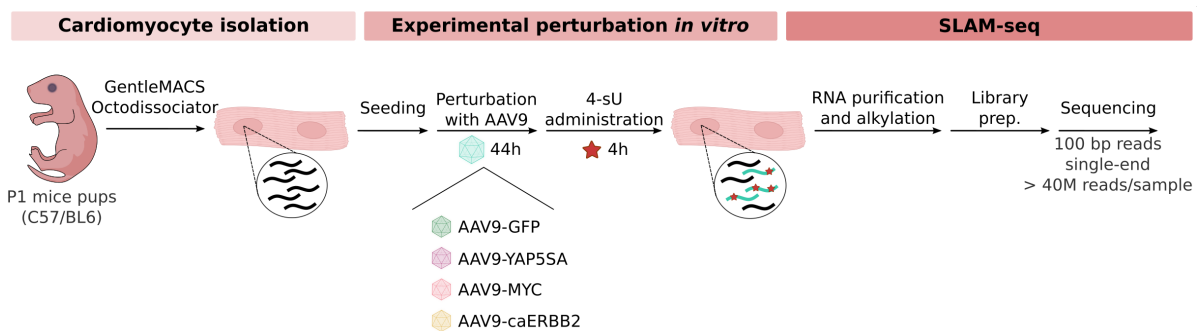 Cardiomyocyte isolation
Experimental perturbation in vitro
SLAM-seq
GentleMACS
Octodissociator
P1 mice pups
(C57/BL6)
Seeding
Perturbation
with AAV9
44h
4-sU
administration
4h
AAV9-GFP
AAV9-YAP5SA
AAV9-MYC
AAV9-caERBB2
RNA purification
and alkylation
Library
prep.
Sequencing
100 bp reads
single-end
> 40M reads/sample